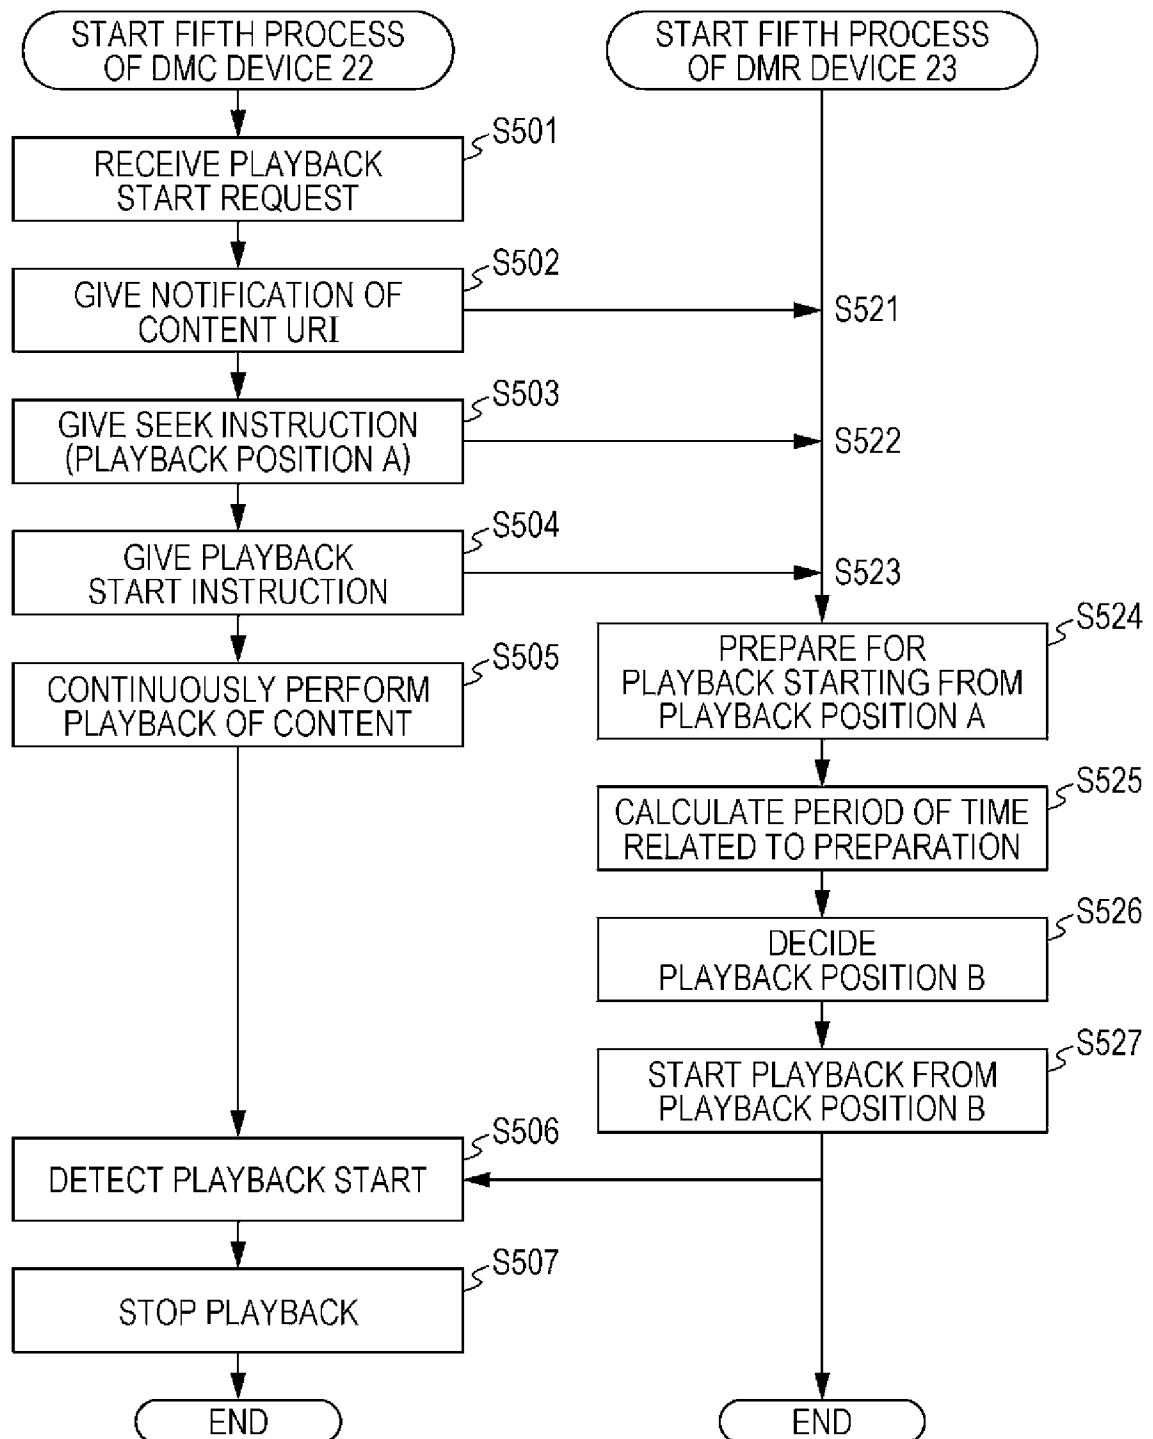 START FIFTH PROCESS
OF DMC DEVICE 22
S501
RECEIVE PLAYBACK
START REQUEST
S502
GIVE NOTIFICATION OF
CONTENT URI
S503
GIVE SEEK INSTRUCTION
(PLAYBACK POSITION A)
S504
GIVE PLAYBACK
START INSTRUCTION
S505
CONTINUOUSLY PERFORM
PLAYBACK OF CONTENT
S506
DETECT PLAYBACK START
S507
STOP PLAYBACK
END
START FIFTH PROCESS
OF DMR DEVICE 23
S521
S522
S523
S524
PREPARE FOR
PLAYBACK STARTING FROM
PLAYBACK POSITION A
S525
CALCULATE PERIOD OF TIME
RELATED TO PREPARATION
S526
DECIDE
PLAYBACK POSITION B
S527
START PLAYBACK FROM
PLAYBACK POSITION B
END